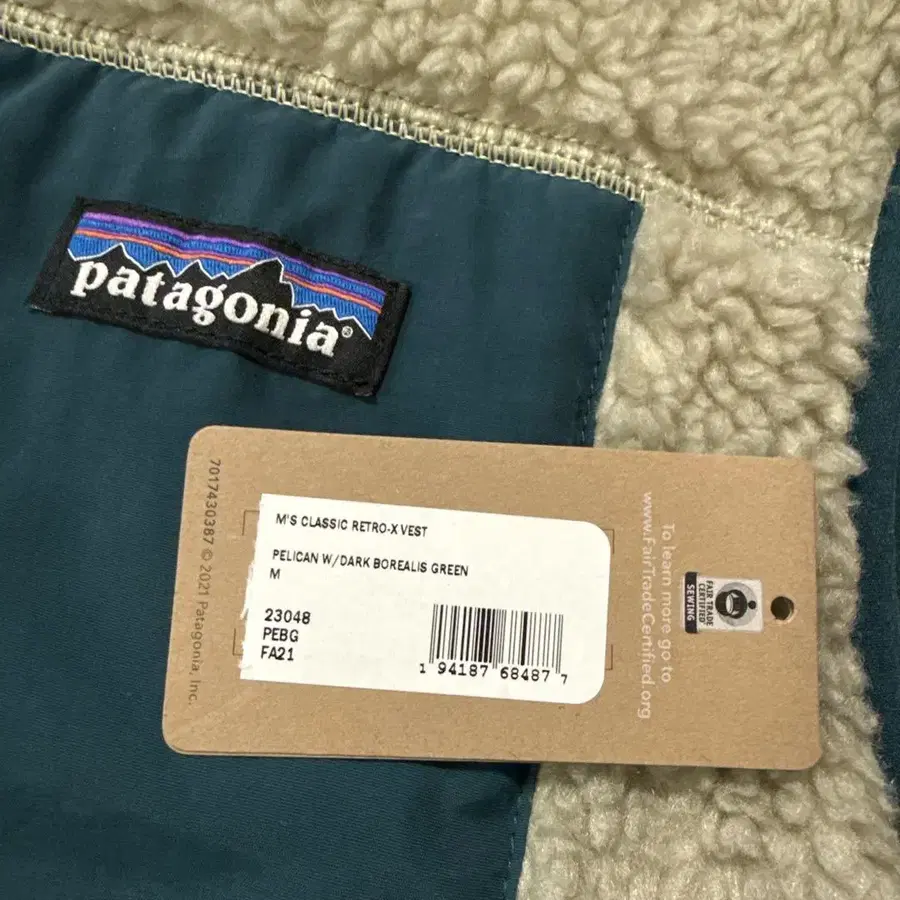 patagonia®
7017430387 © 2021 Patagonia, Inc.
M'S CLASSIC RETRO-X VEST
PELICAN W/DARK BOREALIS GREEN
M
23048
PEBG
FA21
1 94187 68487 7
To learn more go to
www.FairTradeCertified.org
FAIR TRADE
CERTIFIED
SEWING